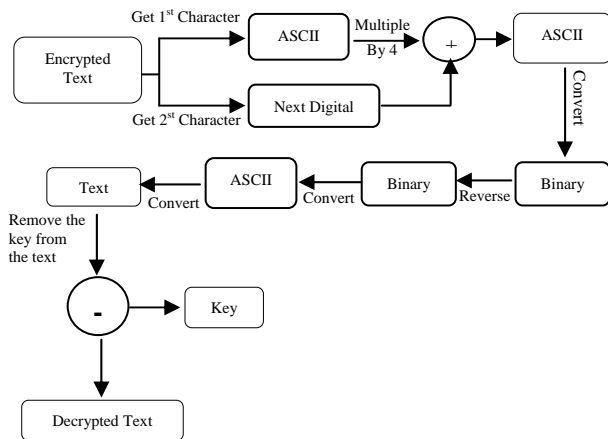 Get 1st Character
ASCII
Multiple
By 4
+
ASCII
Encrypted
Text
Get 2st Character
Next Digital
Convert
Text
Convert
ASCII
Convert
Binary
Reverse
Binary
Remove the
key from
the text
-
Key
Decrypted Text